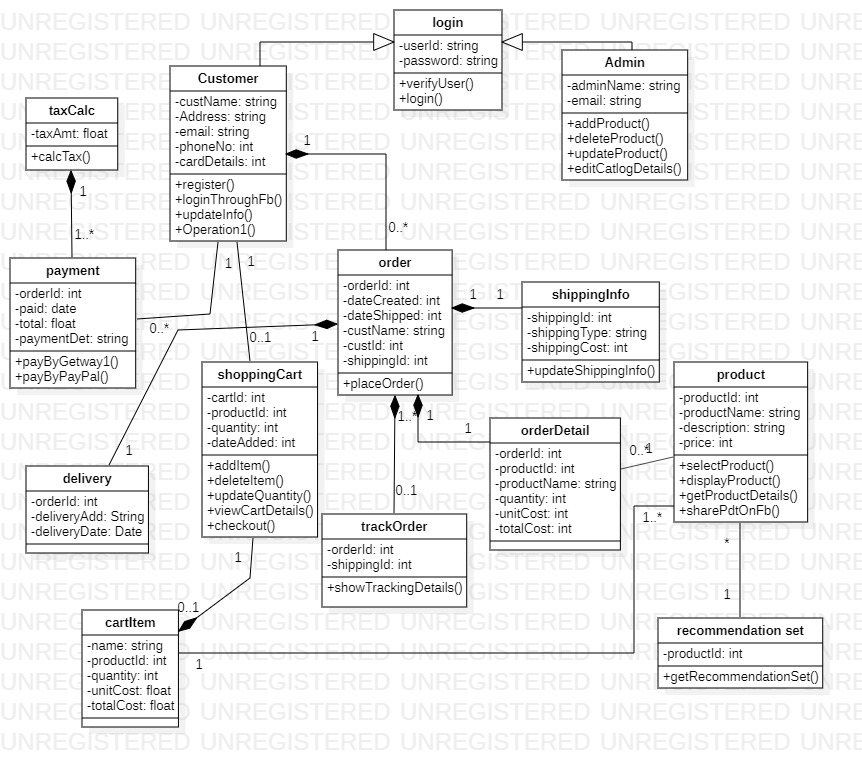 login
-userId: string
-password: string
+verifyUser()
+login()
Admin
-adminName: string
-email: string
+addProduct()
+deleteProduct()
+updateProduct()
+editCatlogDetails()
Customer
-custName: string
-Address: string
-email: string
-phoneNo: int
-cardDetails: int
+register()
+loginThroughFb()
+updateInfo()
+Operation1()
taxCalc
-taxAmt: float
+calcTax()
1
1..*
1
0..*
payment
-orderId: int
-paid: date
-total: float
-paymentDet: string
+payByGetway1()
+payByPayPal()
1
1
0..*
0..1
1
order
-orderId: int
-dateCreated: int
-dateShipped: int
-custName: string
-custId: int
-shippingId: int
+placeOrder()
1
1
shippingInfo
-shippingId: int
-shippingType: string
-shippingCost: int
+updateShippingInfo()
shoppingCart
-cartId: int
-productId: int
-quantity: int
-dateAdded: int
+addItem()
+deleteItem()
+updateQuantity()
+viewCartDetails()
+checkout()
product
-productId: int
-productName: string
-description: string
-price: int
+selectProduct()
+displayProduct()
+getProductDetails()
+sharePdtOnFb()
1..*
1
1
orderDetail
-orderId: int
-productId: int
-productName: string
-quantity: int
-unitCost: int
-totalCost: int
0..*
1
1
delivery
-orderId: int
-deliveryAdd: String
-deliveryDate: Date
0..1
trackOrder
-orderId: int
-shippingId: int
+showTrackingDetails()
1..*
*
1
1
0..1
cartItem
-name: string
-productId: int
-quantity: int
-unitCost: float
-totalCost: float
1
recommendation set
-productId: int
+getRecommendationSet()
UNREGISTERED